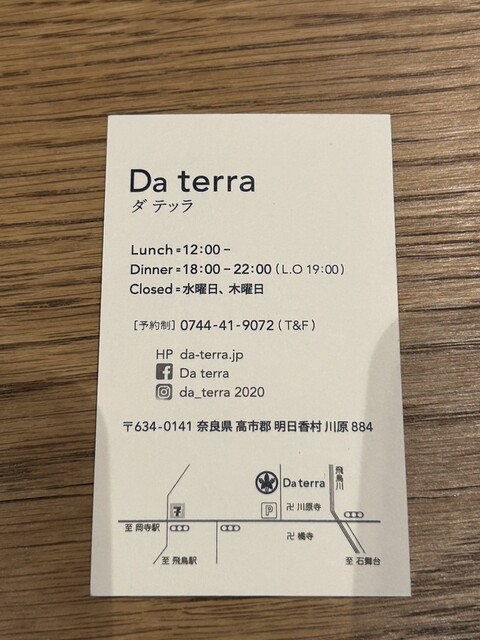 Da terra
ダ テッラ
Lunch=12:00−
Dinner=18:00−22:00 (L.O 19:00)
Closed=水曜日、木曜日
[予約制] 0744-41-9072 (T&F)
HP da-terra.jp
Da terra
da_terra 2020
〒634-0141 奈良県 高市郡 明日香村 川原 884
飛鳥川
Da terra
7
P
卍 川原寺
至 岡寺駅
卍 橘寺
至 飛鳥駅
至 石舞台